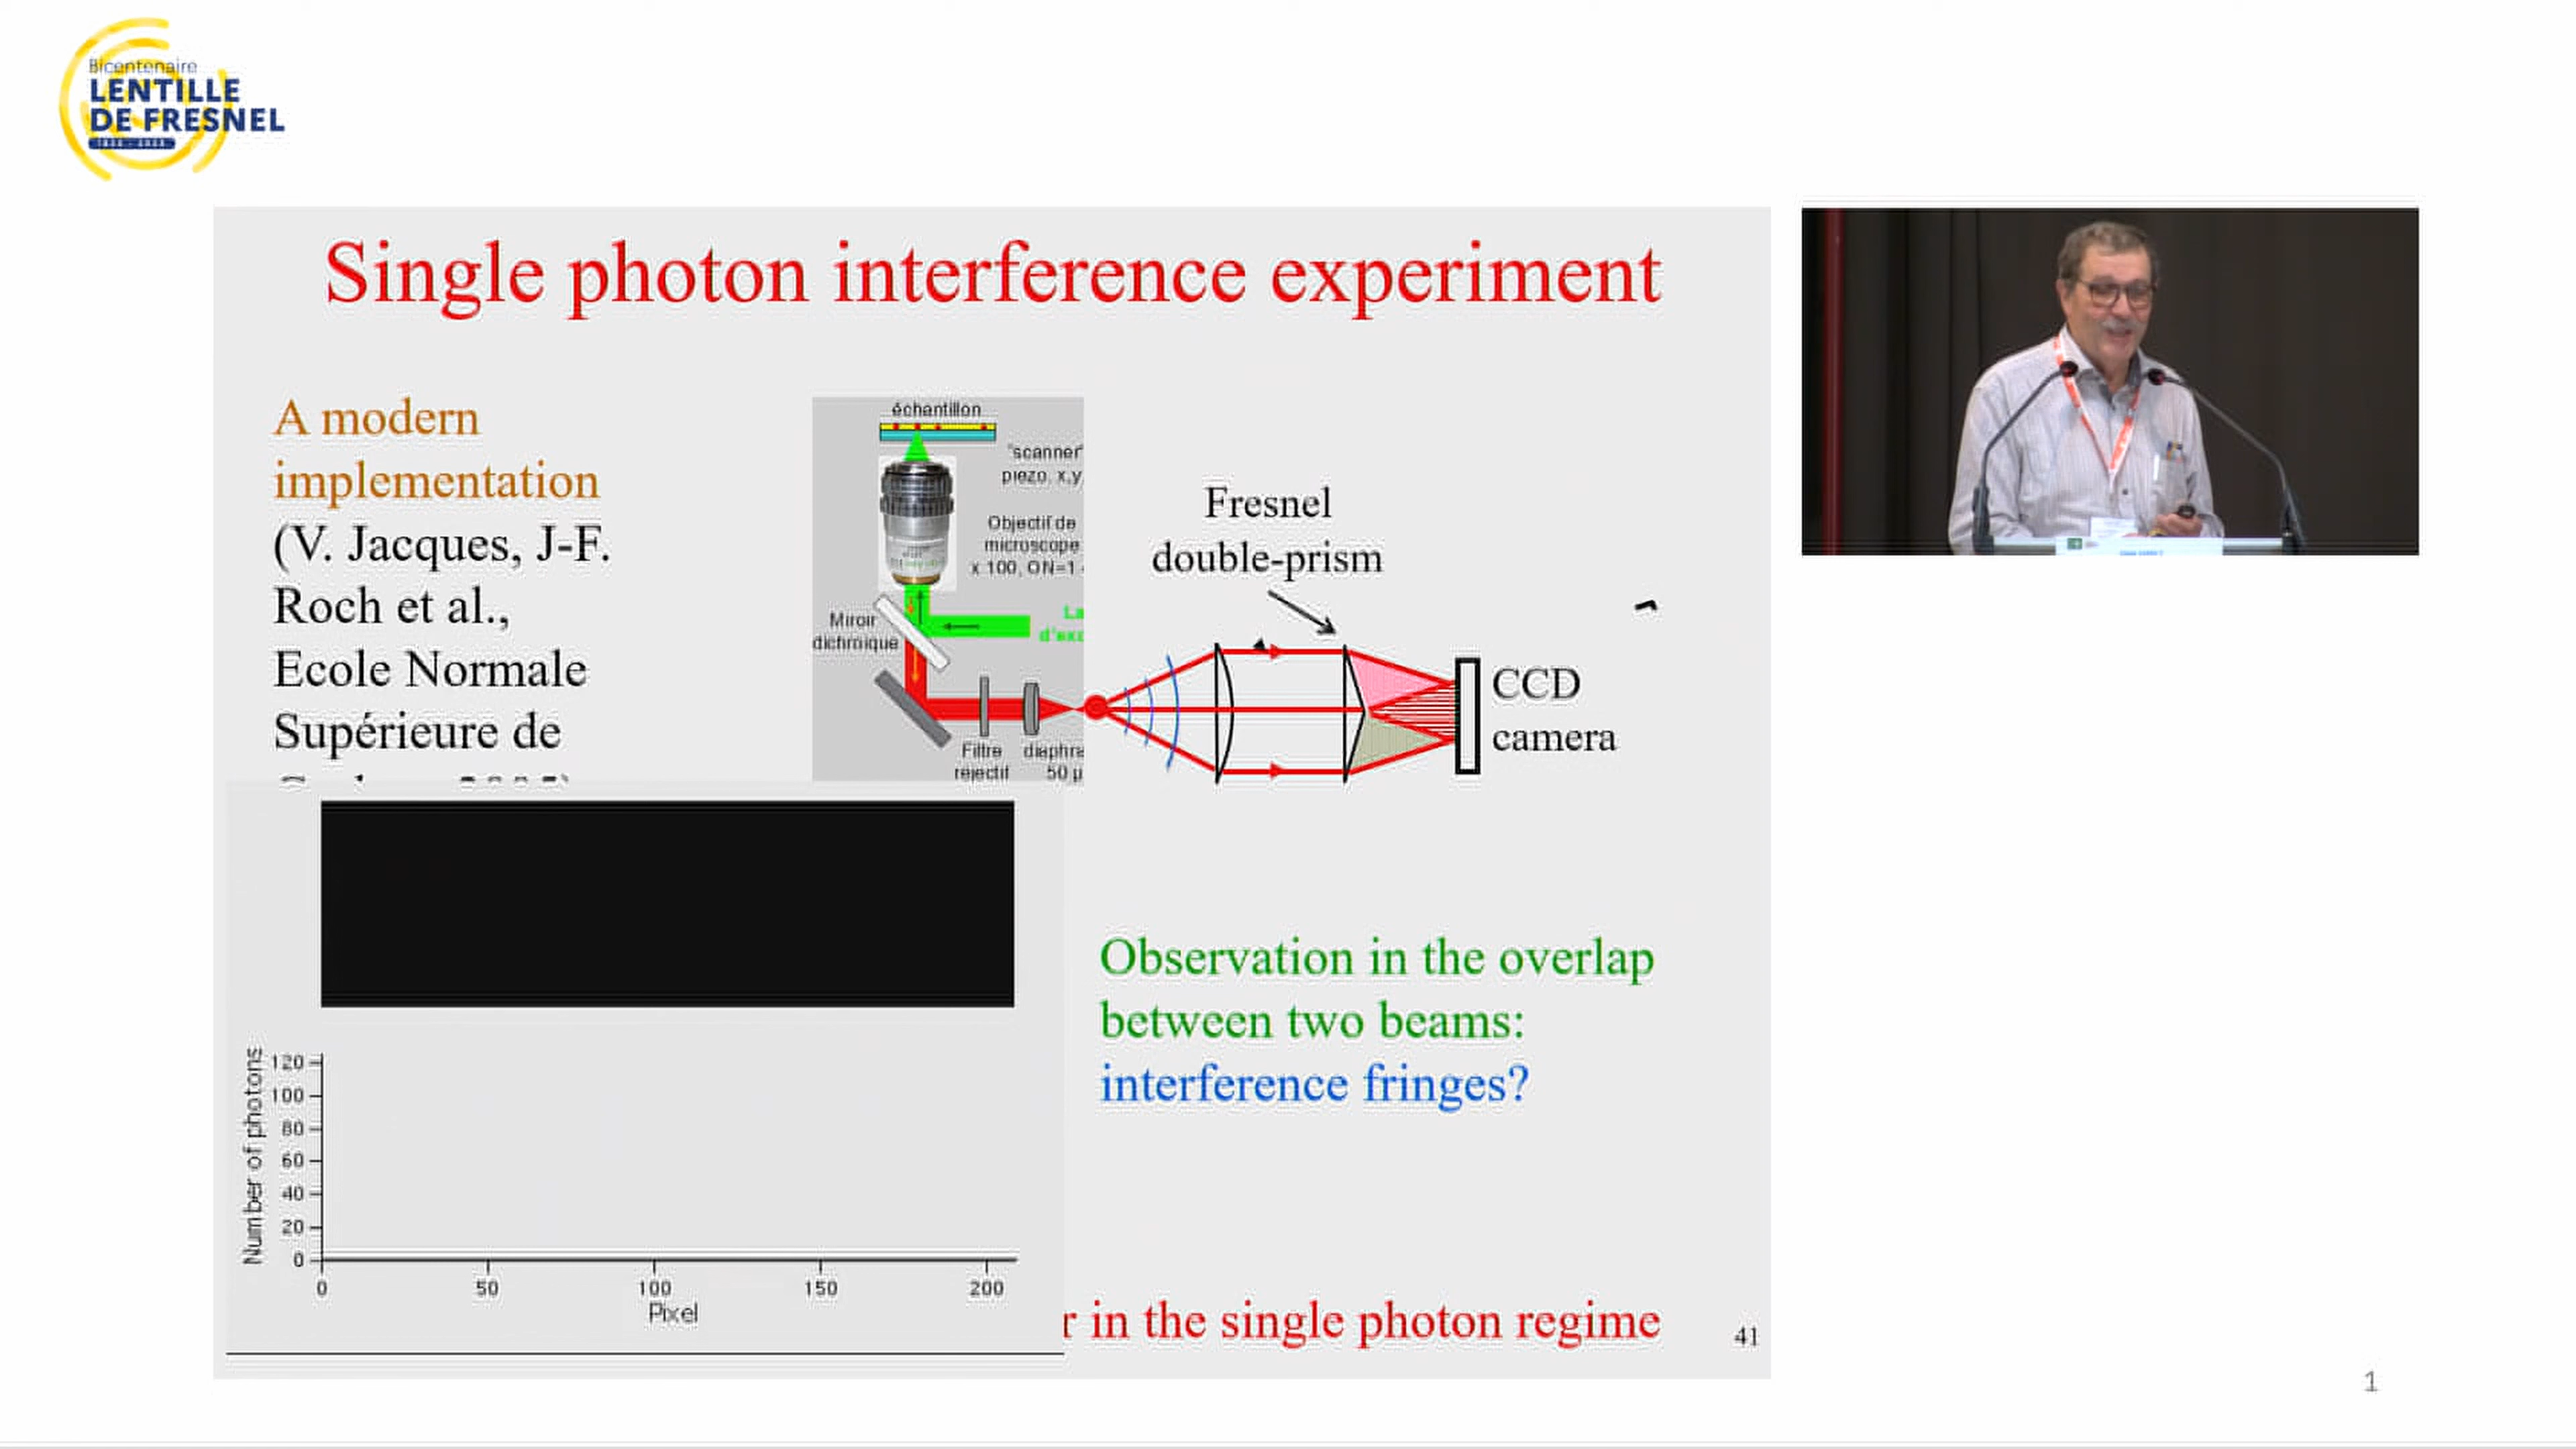 Bicentenaire
LENTILLE
DE FRESNEL
Single photon interference experiment
A modern
implementation
(V. Jacques, J-F.
Roch et al.,
Ecole Normale
Supérieure de
échantillon
"scanner"
piezo. x,y
Objectif de
microscope
x 100, ON=1
Miroir
dichroique
La
d'exc
Filtre
rejectif
diaphra
50 µ
Fresnel
double-prism
CCD
camera
Number of photons
120
100
80
60
40
20
0
0 50 100 150 200
Pixel
Observation in the overlap
between two beams:
interference fringes?
r in the single photon regime
41
1